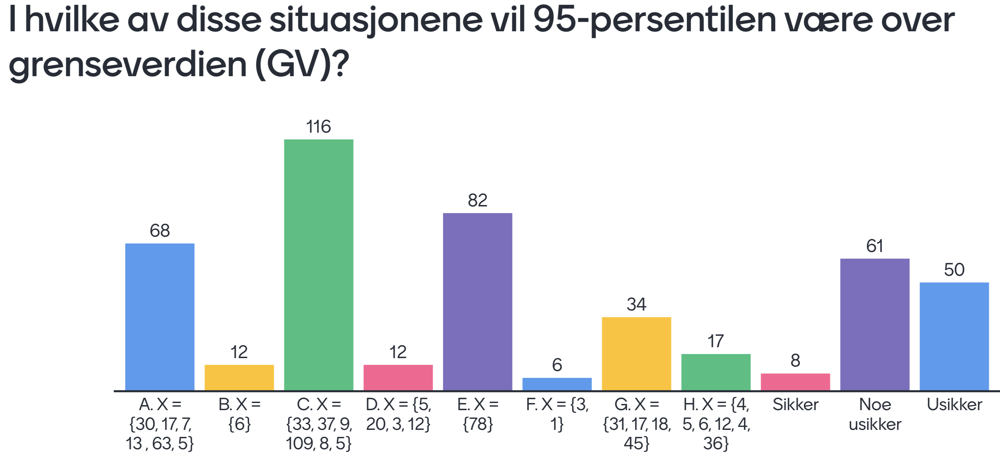 I hvilke av disse situasjonene vil 95-persentilen være over
grenseverdien (GV)?
116
82
68
61
50
34
17
12
12
8
6
A. X =
{30, 17, 7,
13 , 63, 5}
B. X =
{6}
C. X =
{33, 37, 9,
109, 8, 5}
D. X = {5,
20, 3, 12}
E. X =
{78}
F. X = {3,
1}
G. X =
{31, 17, 18,
45}
H. X = {4,
5, 6, 12, 4,
36}
Sikker
Noe
usikker
Usikker